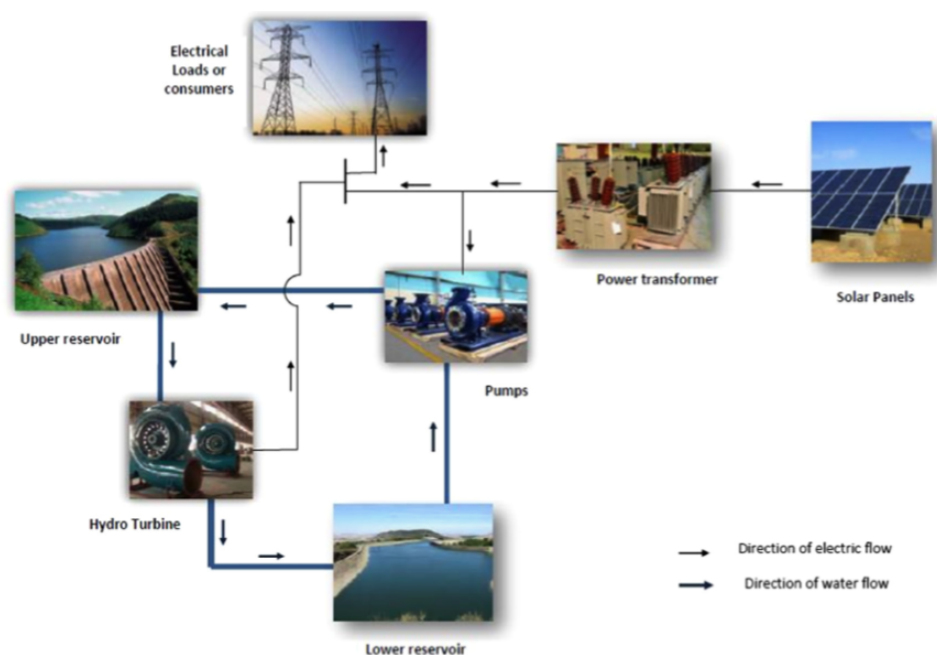 Electrical
Loads or
consumers
Power transformer
Solar Panels
Upper reservoir
Pumps
Hydro Turbine
Direction of electric flow
Direction of water flow
Lower reservoir